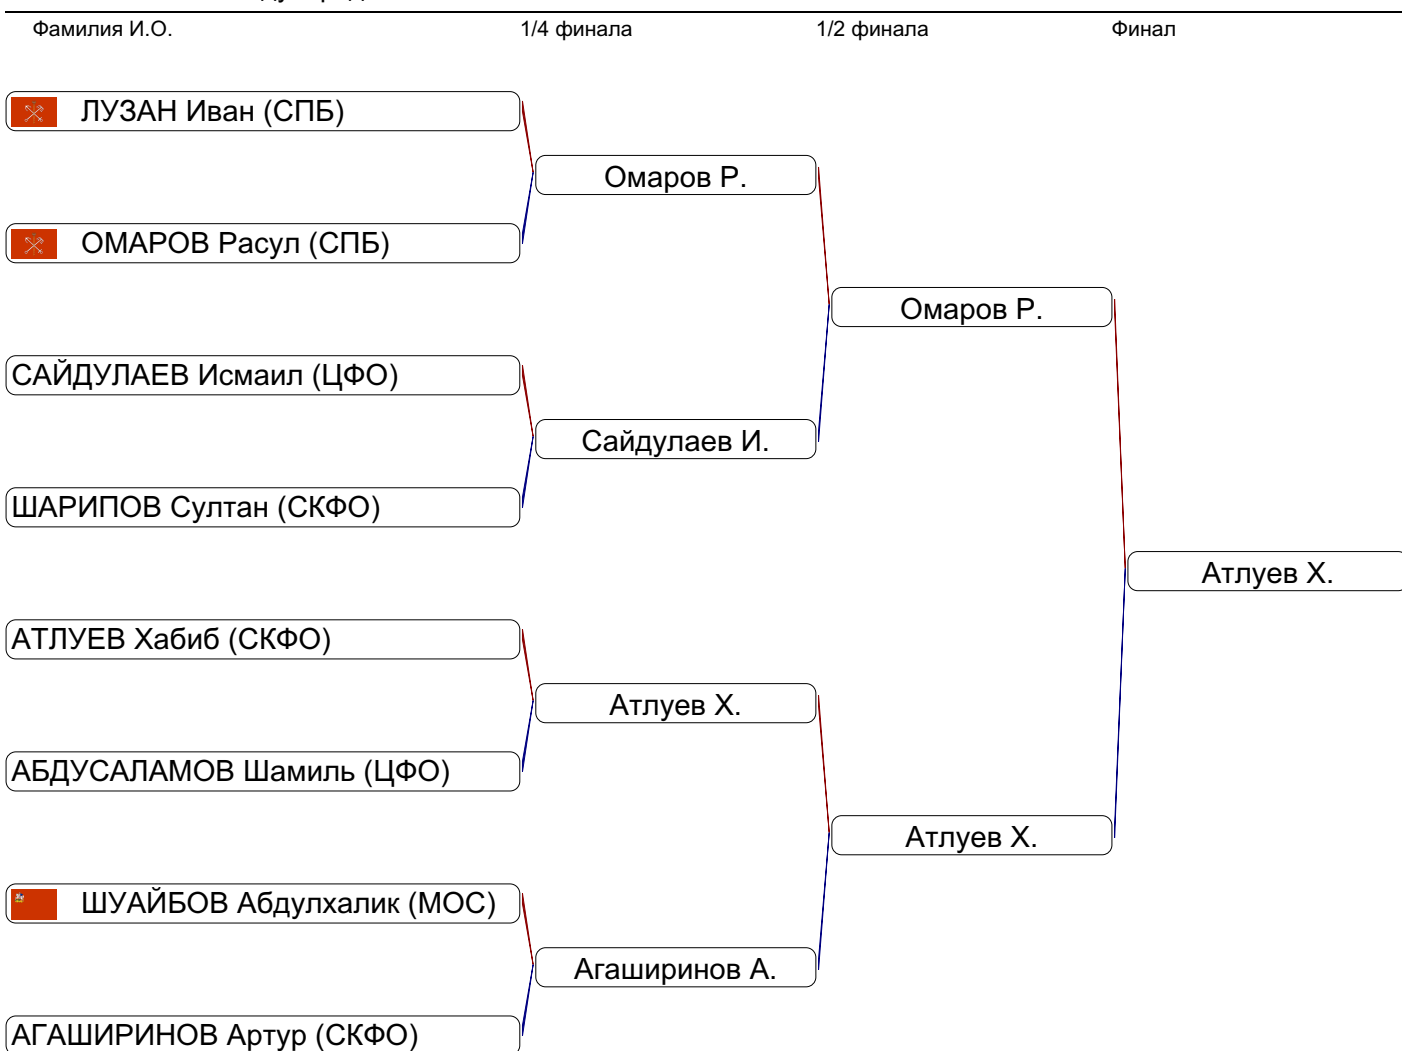 Фамилия И.О. 1/4 финала 1/2 финала Финал
ЛУЗАН Иван (СПБ)
Омаров Р.
ОМАРОВ Расул (СПБ)
Омаров Р.
САЙДУЛАЕВ Исмаил (ЦФО)
Сайдулаев И.
ШАРИПОВ Султан (СКФО)
Атлуев Х.
АТЛУЕВ Хабиб (СКФО)
Атлуев Х.
АБДУСАЛАМОВ Шамиль (ЦФО)
Атлуев Х.
ШУАЙБОВ Абдулхалик (МОС)
Агаширинов А.
АГАШИРИНОВ Артур (СКФО)